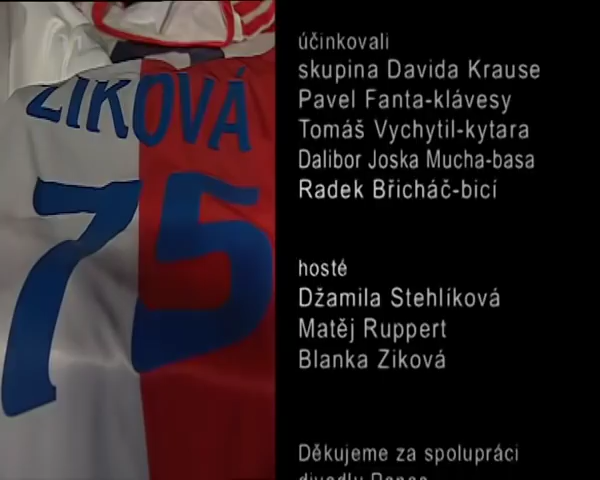 ZIKOVÁ
75
účinkovali
skupina Davida Krause
Pavel Fanta-klávesy
Tomáš Vychytil-kytara
Dalibor Joska Mucha-basa
Radek Břicháč-bicí
hosté
Džamila Stehlíková
Matěj Ruppert
Blanka Ziková
Děkujeme za spolupráci
divadlu